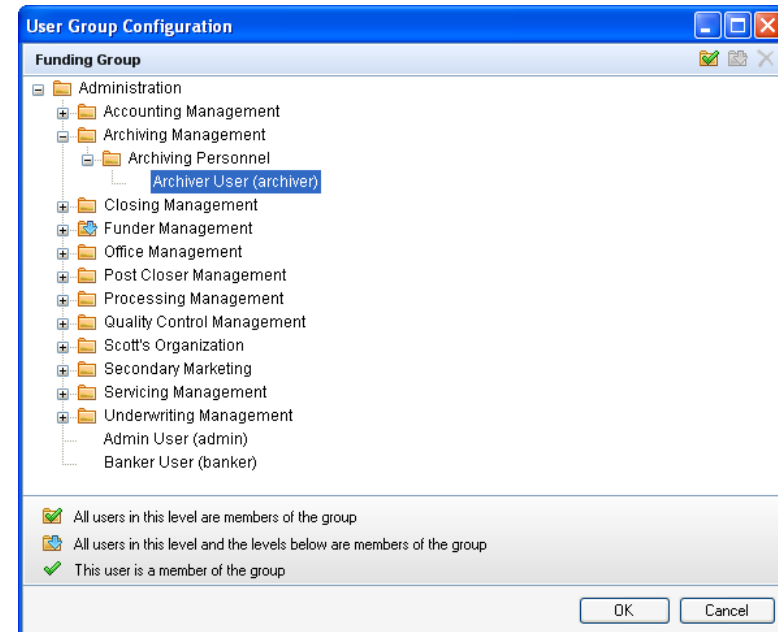 User Group Configuration
Funding Group
Administration
Accounting Management
Archiving Management
Archiving Personnel
Archiver User (archiver)
Closing Management
Funder Management
Office Management
Post Closer Management
Processing Management
Quality Control Management
Scott's Organization
Secondary Marketing
Servicing Management
Underwriting Management
Admin User (admin)
Banker User (banker)
All users in this level are members of the group
All users in this level and the levels below are members of the group
This user is a member of the group
OK Cancel